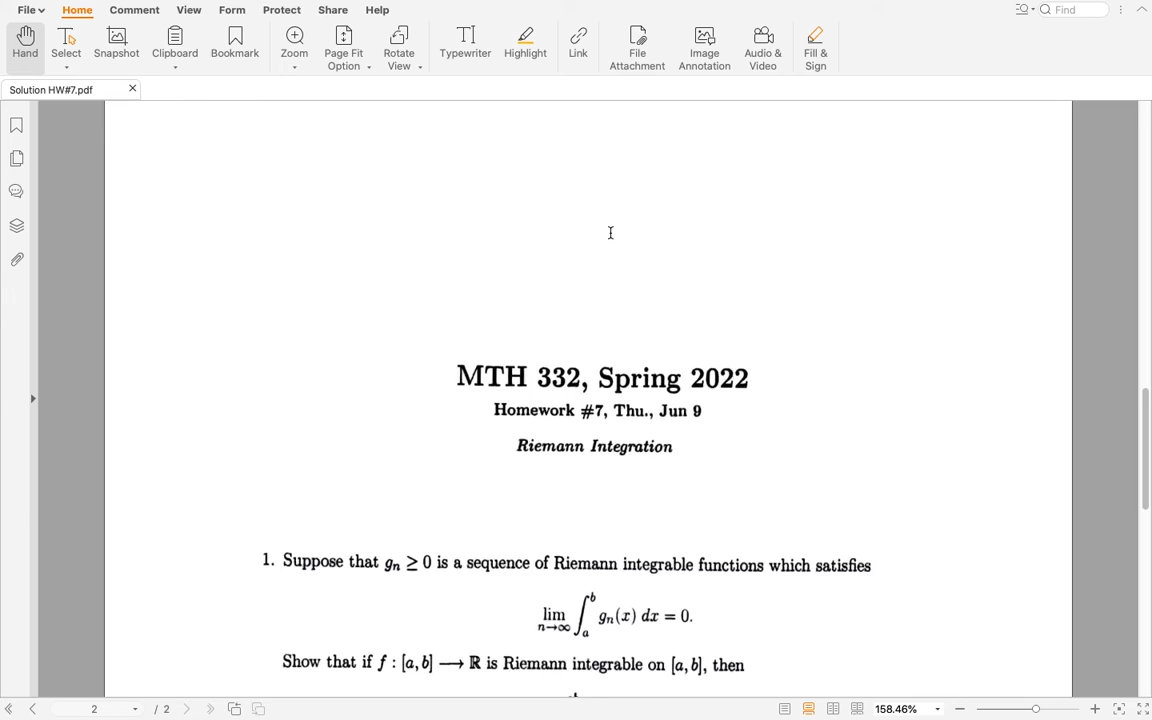 File Home Comment View Form Protect Share Help Find
Hand Select Snapshot Clipboard Bookmark Zoom Page Fit Option Rotate View Typewriter Highlight Link File Attachment Image Annotation Audio & Video Fill & Sign
Solution HW#7.pdf
MTH 332, Spring 2022
Homework #7, Thu., Jun 9
Riemann Integration
1. Suppose that gₙ ≥ 0 is a sequence of Riemann integrable functions which satisfies
lim_{n→∞} ∫_a^b gₙ(x) dx = 0.
Show that if f : [a, b] ⟶ ℝ is Riemann integrable on [a, b], then
2 / 2 158.46%